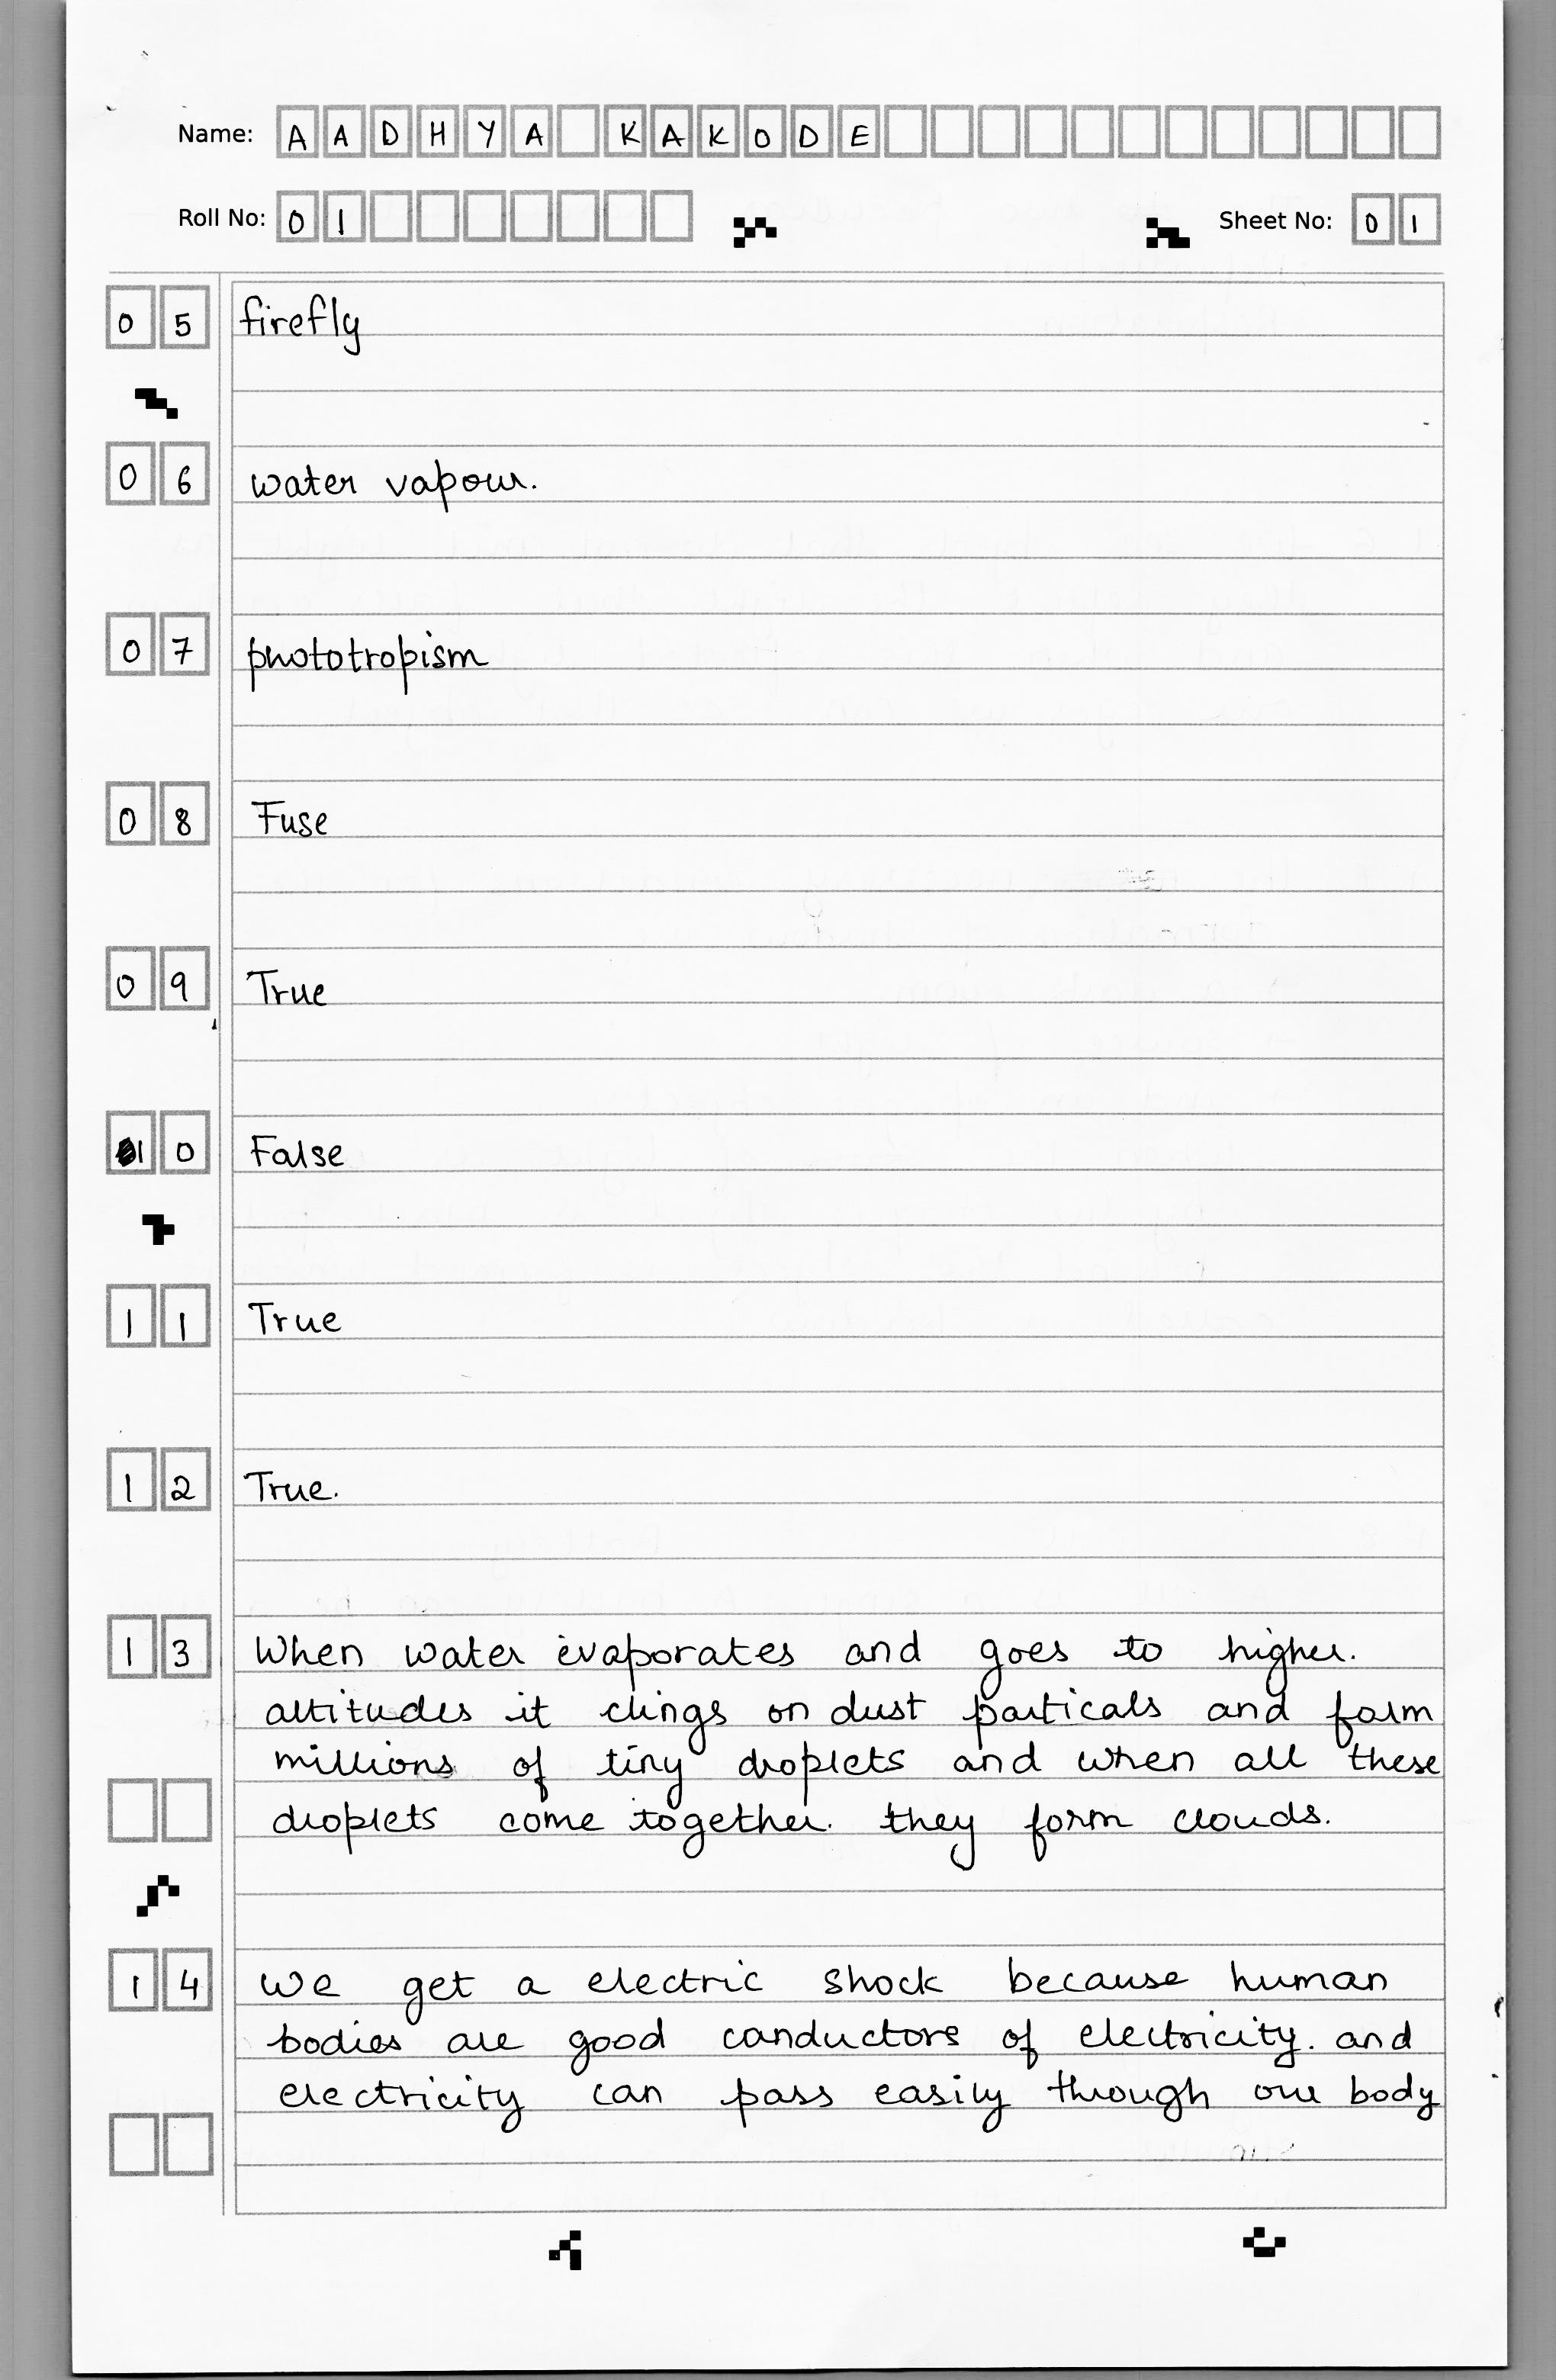 Name: AADHYA KAKODE
Roll No: 01 Sheet No: 01
05 firefly
06 water vapour.
07 phototropism
08 Fuse
09 True
10 False
11 True
12 True.
13 When water evaporates and goes to higher.
altitudes it clings on dust particals and form
millions of tiny droplets and when all these
droplets come together. they form clouds.
14 We get a electric shock because human
bodies are good conductors of electricity. and
electricity can pass easily through our body